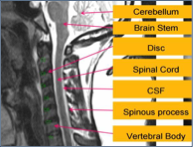 Cerebellum
Brain Stem
Disc
Spinal Cord
CSF
Spinous process
Vertebral Body